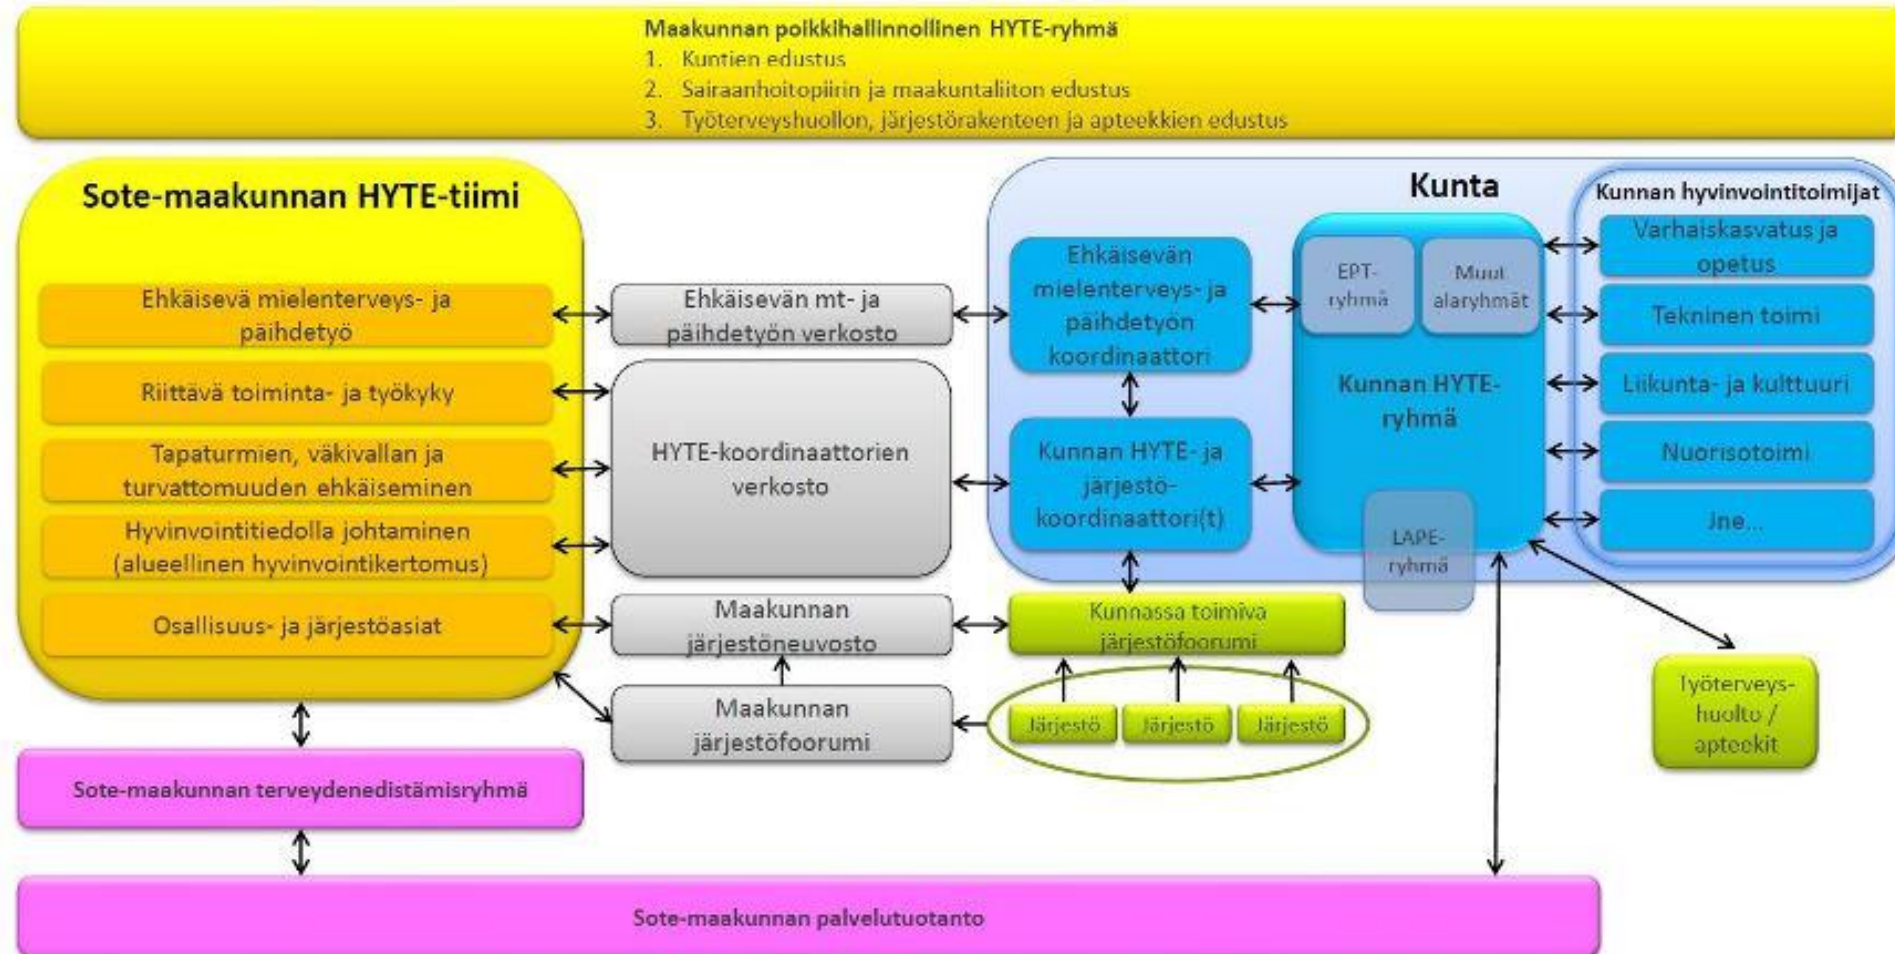 Maakunnan poikkihallinnollinen HYTE-ryhmä
1. Kuntien edustus
2. Sairaanhoitopiirin ja maakuntaliiton edustus
3. Työterveyshuollon, järjestörakenteen ja apteekkien edustus
Sote-maakunnan HYTE-tiimi
Ehkäisevä mielenterveys- ja
päihdetyö
Riittävä toiminta- ja työkyky
Tapaturmien, väkivallan ja
turvattomuuden ehkäiseminen
Hyvinvointitiedolla johtaminen
(alueellinen hyvinvointikertomus)
Osallisuus- ja järjestöasiat
Ehkäisevän mt- ja
päihdetyön verkosto
HYTE-koordinaattorien
verkosto
Maakunnan
järjestöneuvosto
Maakunnan
järjestöfoorumi
Kunta
Ehkäisevän
mielenterveys- ja
päihdetyön
koordinaattori
Kunnan HYTE- ja
järjestö-
koordinaattori(t)
EPT-
ryhmä
Muut
alaryhmät
Kunnan HYTE-
ryhmä
LAPE-
ryhmä
Kunnan hyvinvointitoimijat
Varhaiskasvatus ja
opetus
Tekninen toimi
Liikunta- ja kulttuuri
Nuorisotoimi
Jne...
Kunnassa toimiva
järjestöfoorumi
Järjestö
Järjestö
Järjestö
Työterveys-
huolto /
apteekit
Sote-maakunnan terveydenedistämisryhmä
Sote-maakunnan palvelutuotanto